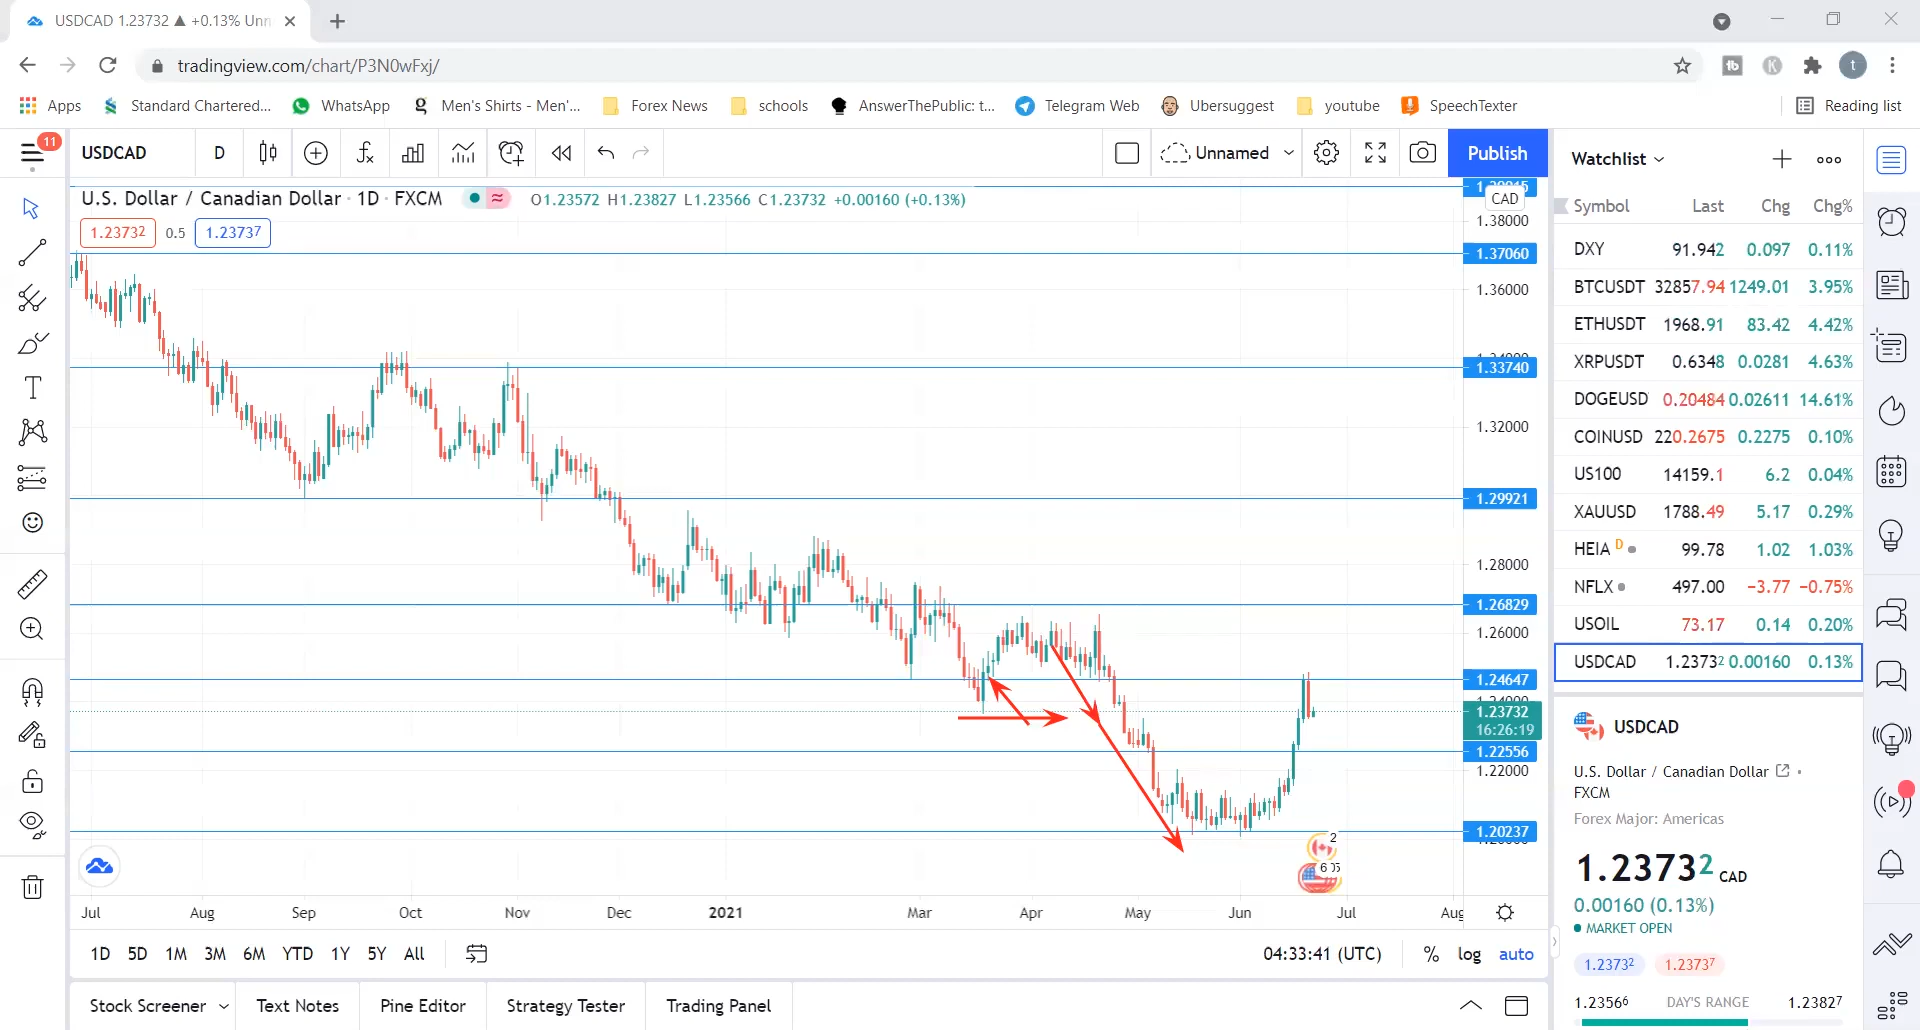 USDCAD 1.23732 ▲ +0.13% Unn
tradingview.com/chart/P3N0wFxj/
Apps Standard Chartered... WhatsApp Men's Shirts - Men'... Forex News schools AnswerThePublic: t... Telegram Web Ubersuggest youtube SpeechTexter Reading list
11 USDCAD D Unnamed Publish
U.S. Dollar / Canadian Dollar · 1D · FXCM O1.23572 H1.23827 L1.23566 C1.23732 +0.00160 (+0.13%)
1.23732 0.5 1.23737
CAD
1.38000
1.37060
1.36000
1.33740
1.32000
1.29921
1.28000
1.26829
1.26000
1.24647
1.23732
16:26:19
1.22556
1.22000
1.20237
2
Jul Aug Sep Oct Nov Dec 2021 Mar Apr May Jun Jul Aug
1D 5D 1M 3M 6M YTD 1Y 5Y All 04:33:41 (UTC) % log auto
Stock Screener Text Notes Pine Editor Strategy Tester Trading Panel
Watchlist
Symbol Last Chg Chg%
DXY 91.942 0.097 0.11%
BTCUSDT 32857.94 1249.01 3.95%
ETHUSDT 1968.91 83.42 4.42%
XRPUSDT 0.6348 0.0281 4.63%
DOGEUSD 0.20484 0.02611 14.61%
COINUSD 220.2675 0.2275 0.10%
US100 14159.1 6.2 0.04%
XAUUSD 1788.49 5.17 0.29%
HEIA D 99.78 1.02 1.03%
NFLX 497.00 −3.77 −0.75%
USOIL 73.17 0.14 0.20%
USDCAD 1.23732 0.00160 0.13%
USDCAD
U.S. Dollar / Canadian Dollar
FXCM
Forex Major: Americas
1.23732 CAD
0.00160 (0.13%)
MARKET OPEN
1.23732 1.23737
1.23566 DAY'S RANGE 1.23827